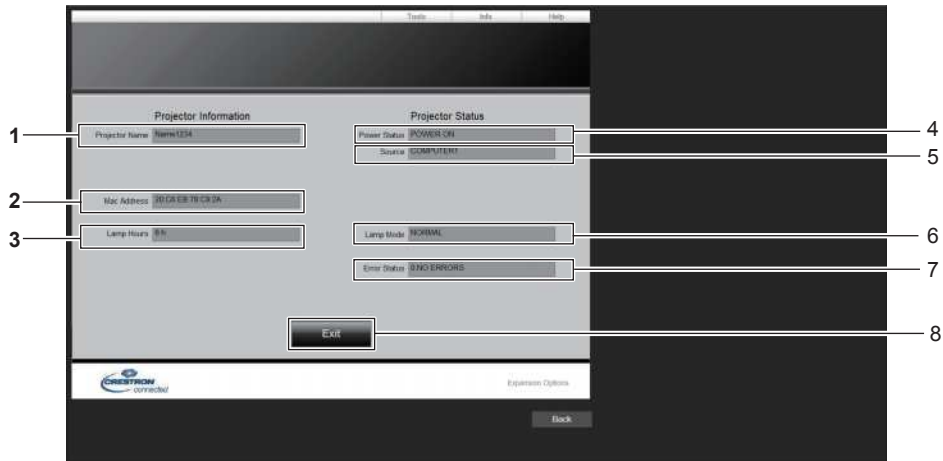 Tools Info Help
Projector Information
Projector Status
1 Projector Name Name1234
Power Status POWER ON 4
Source COMPUTER1 5
2 Mac Address
3 Lamp Hours
Lamp Mode NORMAL 6
Error Status 0:NO ERRORS 7
Exit 8
CRESTRON
connected
Expansion Options
Back